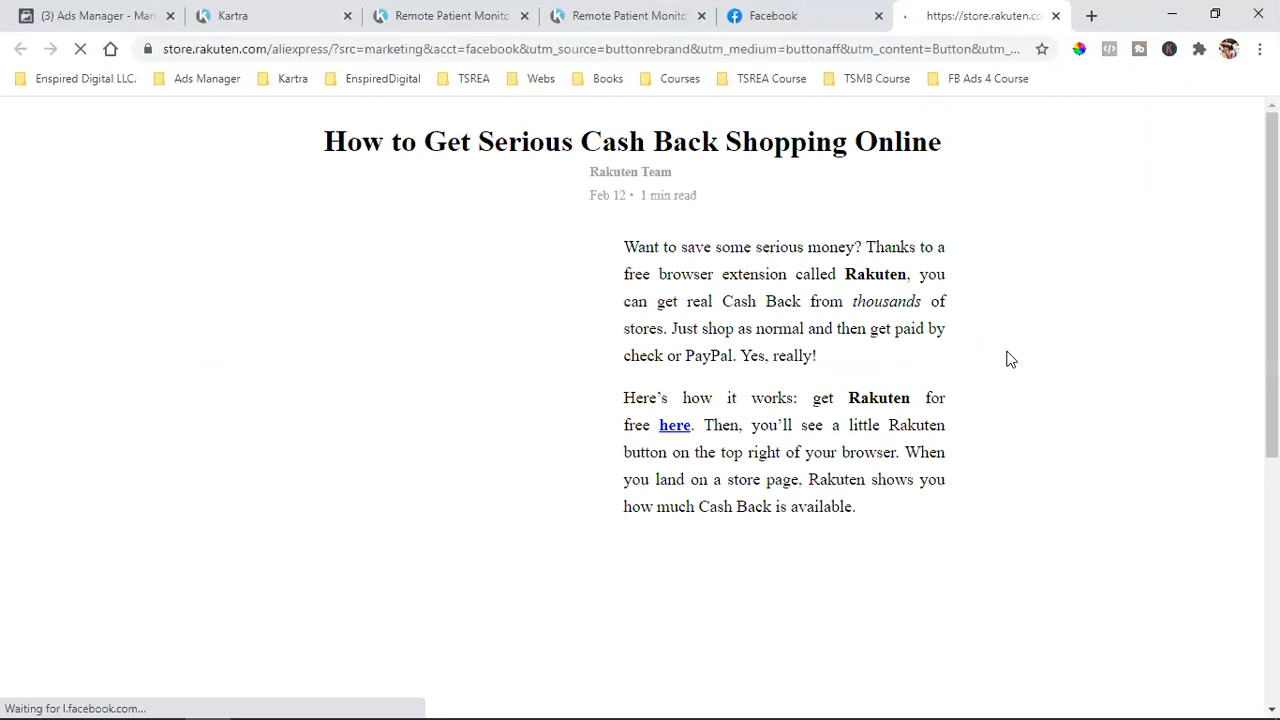 (3) Ads Manager - Man
Kartra
Remote Patient Monito
Remote Patient Monito
Facebook
https://store.rakuten.co
store.rakuten.com/aliexpress/?src=marketing&acct=facebook&utm_source=buttonrebrand&utm_medium=buttonaff&utm_content=Button&utm_...
Enspired Digital LLC.
Ads Manager
Kartra
EnspiredDigital
TSREA
Webs
Books
Courses
TSREA Course
TSMB Course
FB Ads 4 Course
How to Get Serious Cash Back Shopping Online
Rakuten Team
Feb 12 • 1 min read
Want to save some serious money? Thanks to a
free browser extension called Rakuten, you
can get real Cash Back from thousands of
stores. Just shop as normal and then get paid by
check or PayPal. Yes, really!
Here’s how it works: get Rakuten for
free here. Then, you’ll see a little Rakuten
button on the top right of your browser. When
you land on a store page, Rakuten shows you
how much Cash Back is available.
Waiting for l.facebook.com...